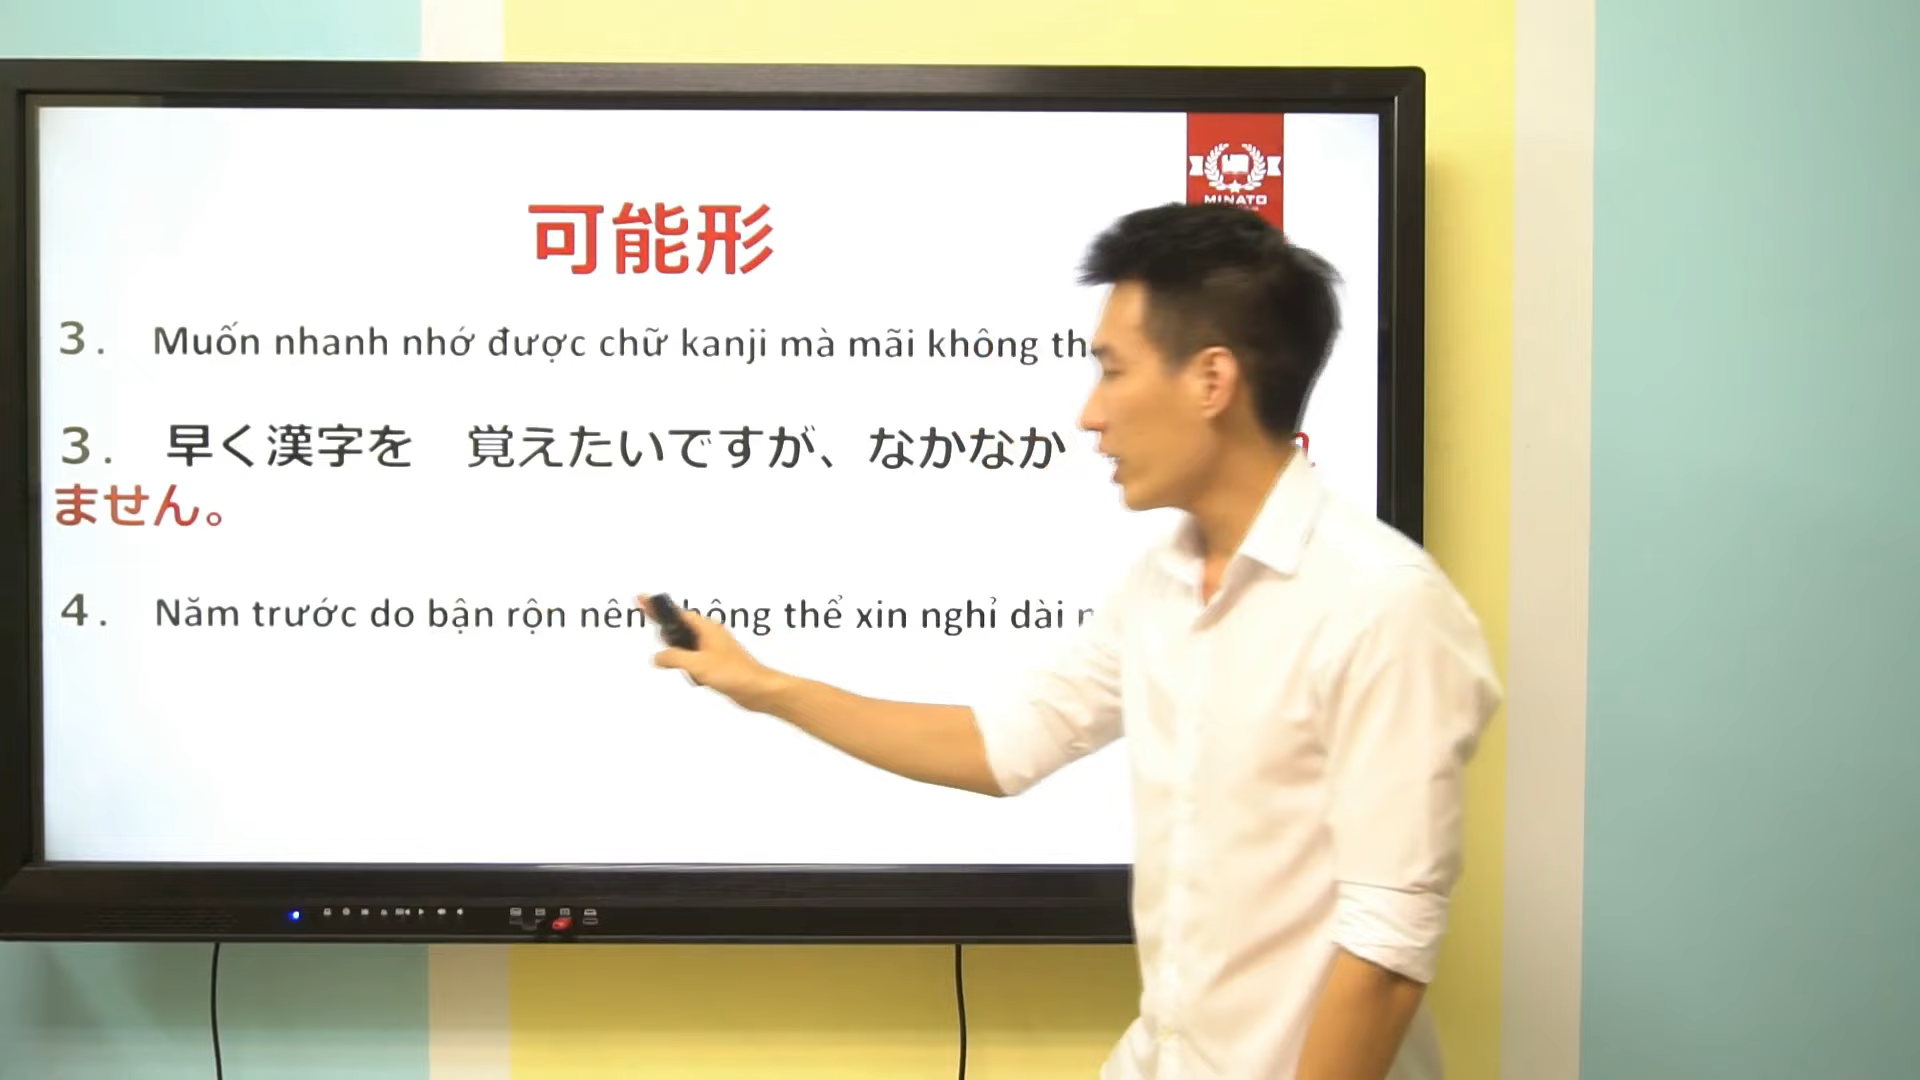 MINATO
可能形
3. Muốn nhanh nhớ được chữ kanji mà mãi không
3. 早く漢字を 覚えたいですが、なかなか
ません。
4. Năm trước do bận rộn nên thể xin nghỉ dài